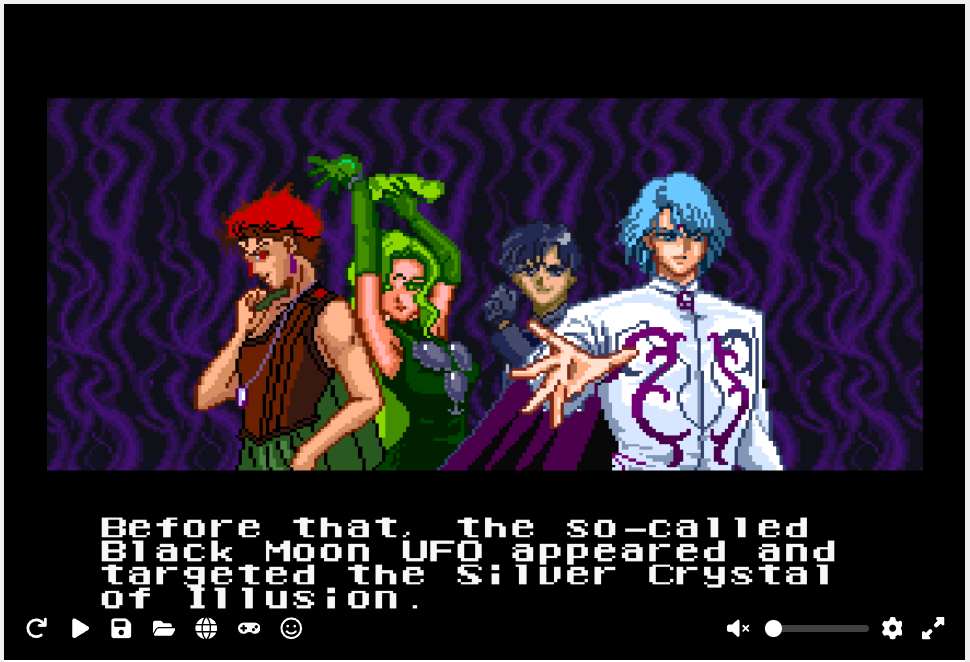 Before that, the so-called
Black Moon UFO appeared and
targeted the Silver Crystal
of Illusion.